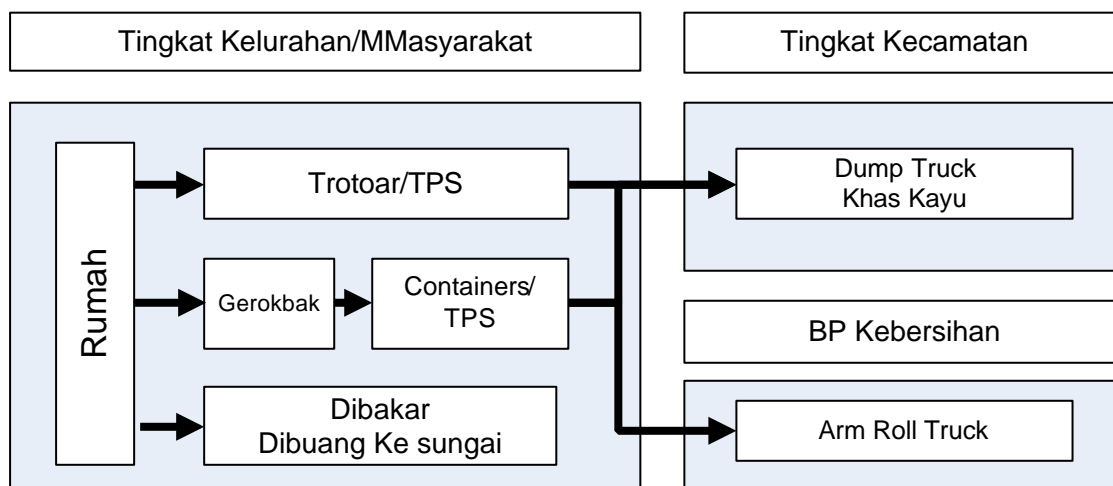 Tingkat Kelurahan/MMasyarakat
Tingkat Kecamatan
Rumah
Trotoar/TPS
Dump Truck
Khas Kayu
Gerokbak
Containers/
TPS
BP Kebersihan
Dibakar
Dibuang Ke sungai
Arm Roll Truck